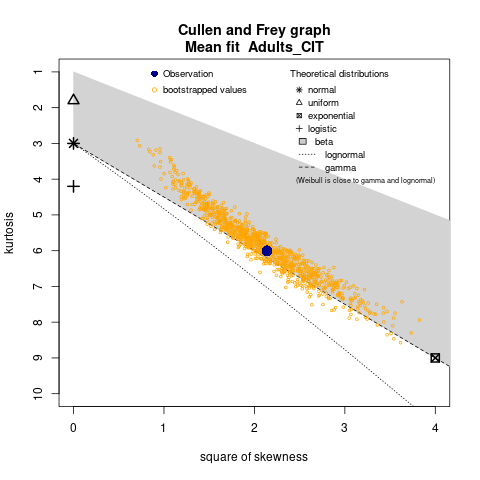 Cullen and Frey graph
Mean fit  Adults_CIT
Observation
bootstrapped values
Theoretical distributions
normal
uniform
exponential
logistic
beta
lognormal
gamma
(Weibull is close to gamma and lognormal)
kurtosis
1
2
3
4
5
6
7
8
9
10
0
1
2
3
4
square of skewness